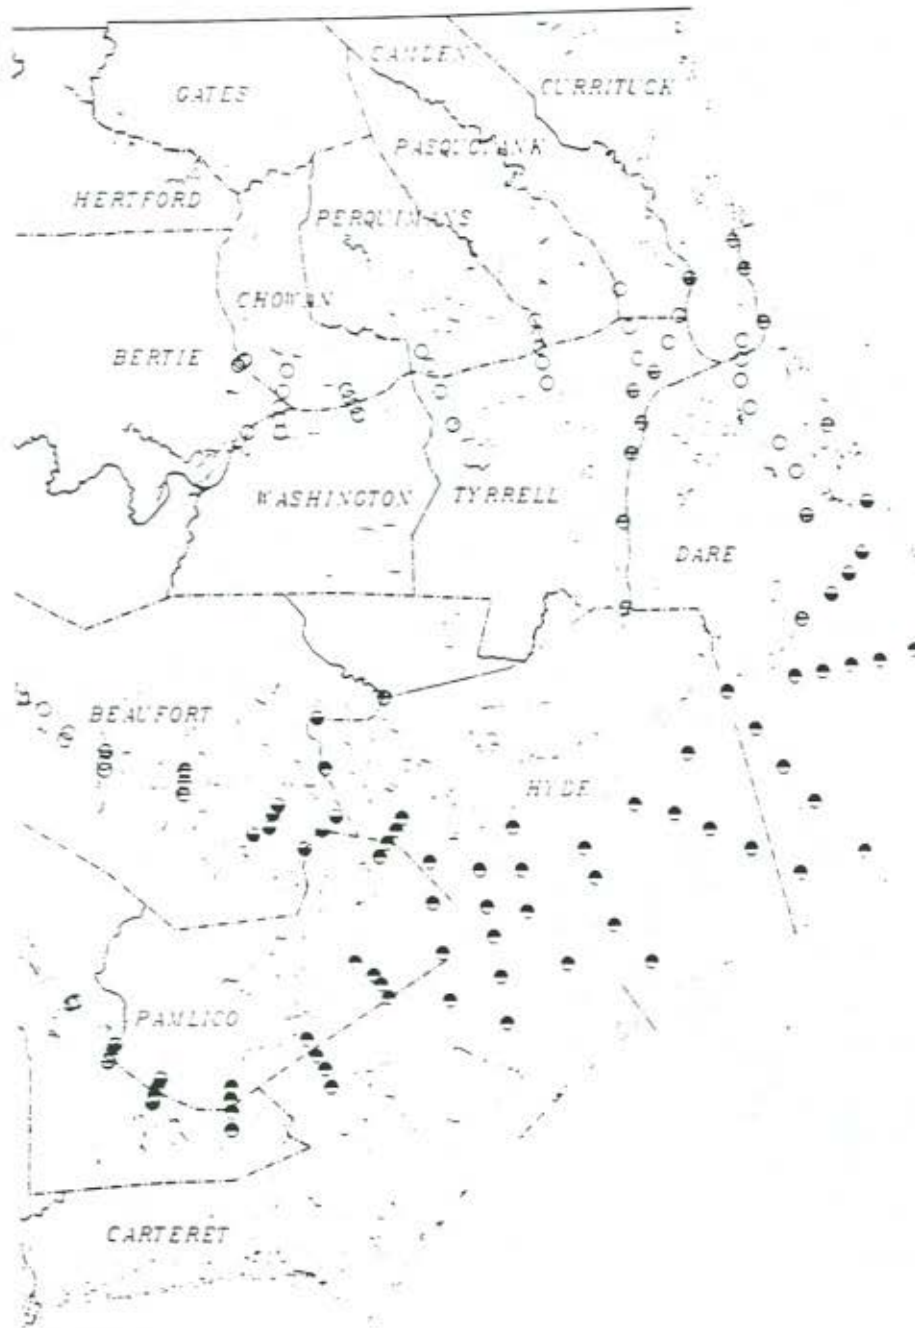 CAMDEN
GATES
CURRITUCK
PASQUOTANK
HERTFORD
PERQUIMANS
CHOWAN
BERTIE
WASHINGTON
TYRRELL
DARE
BEAUFORT
HYDE
PAMLICO
CARTERET